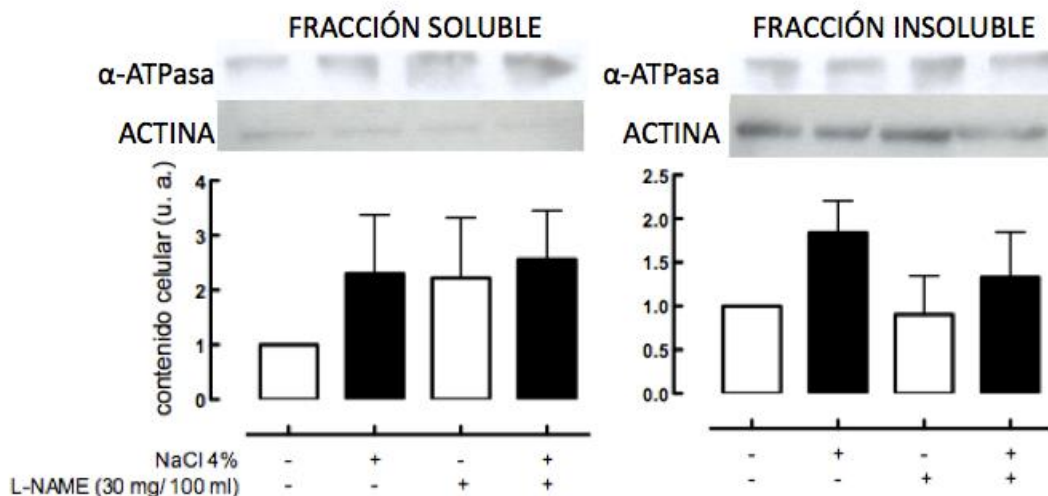 FRACCIÓN SOLUBLE
α-ATPasa
ACTINA
contenido celular (u. a.)
4
3
2
1
0
NaCl 4% - + - +
L-NAME (30 mg/ 100 ml) - - + +
FRACCIÓN INSOLUBLE
α-ATPasa
ACTINA
2.5
2.0
1.5
1.0
0.5
0.0
- + - +
- - + +